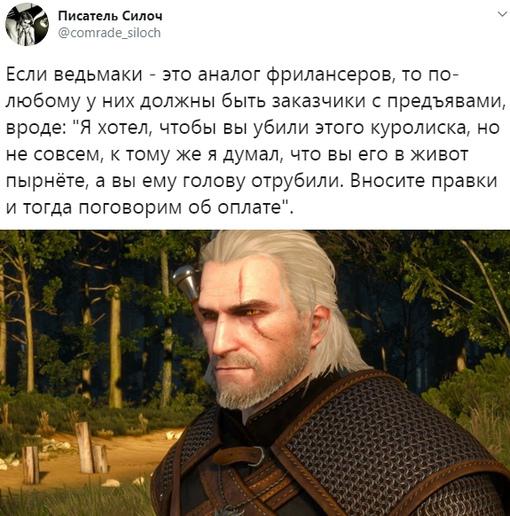 Писатель Силоч
@comrade_siloch
Если ведьмаки - это аналог фрилансеров, то по-
любому у них должны быть заказчики с предъявами,
вроде: "Я хотел, чтобы вы убили этого куролиска, но
не совсем, к тому же я думал, что вы его в живот
пырнёте, а вы ему голову отрубили. Вносите правки
и тогда поговорим об оплате".